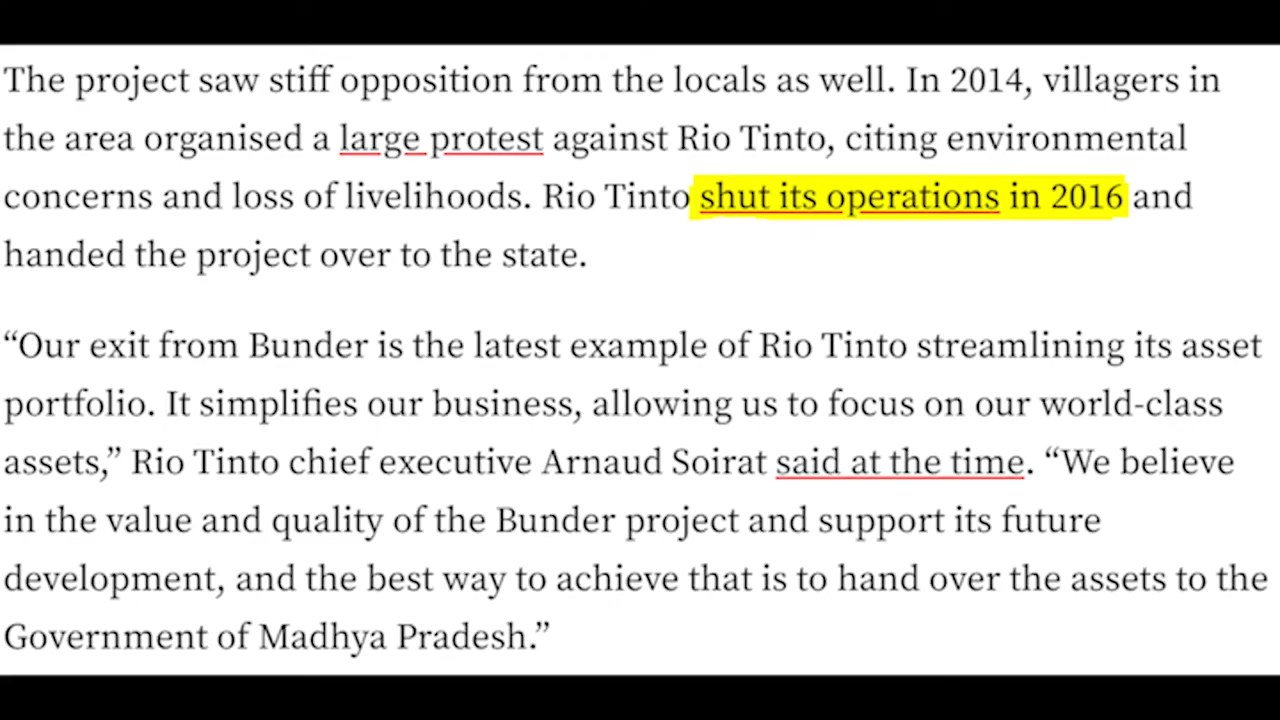 The project saw stiff opposition from the locals as well. In 2014, villagers in
the area organised a large protest against Rio Tinto, citing environmental
concerns and loss of livelihoods. Rio Tinto shut its operations in 2016 and
handed the project over to the state.
“Our exit from Bunder is the latest example of Rio Tinto streamlining its asset
portfolio. It simplifies our business, allowing us to focus on our world-class
assets,” Rio Tinto chief executive Arnaud Soirat said at the time. “We believe
in the value and quality of the Bunder project and support its future
development, and the best way to achieve that is to hand over the assets to the
Government of Madhya Pradesh.”